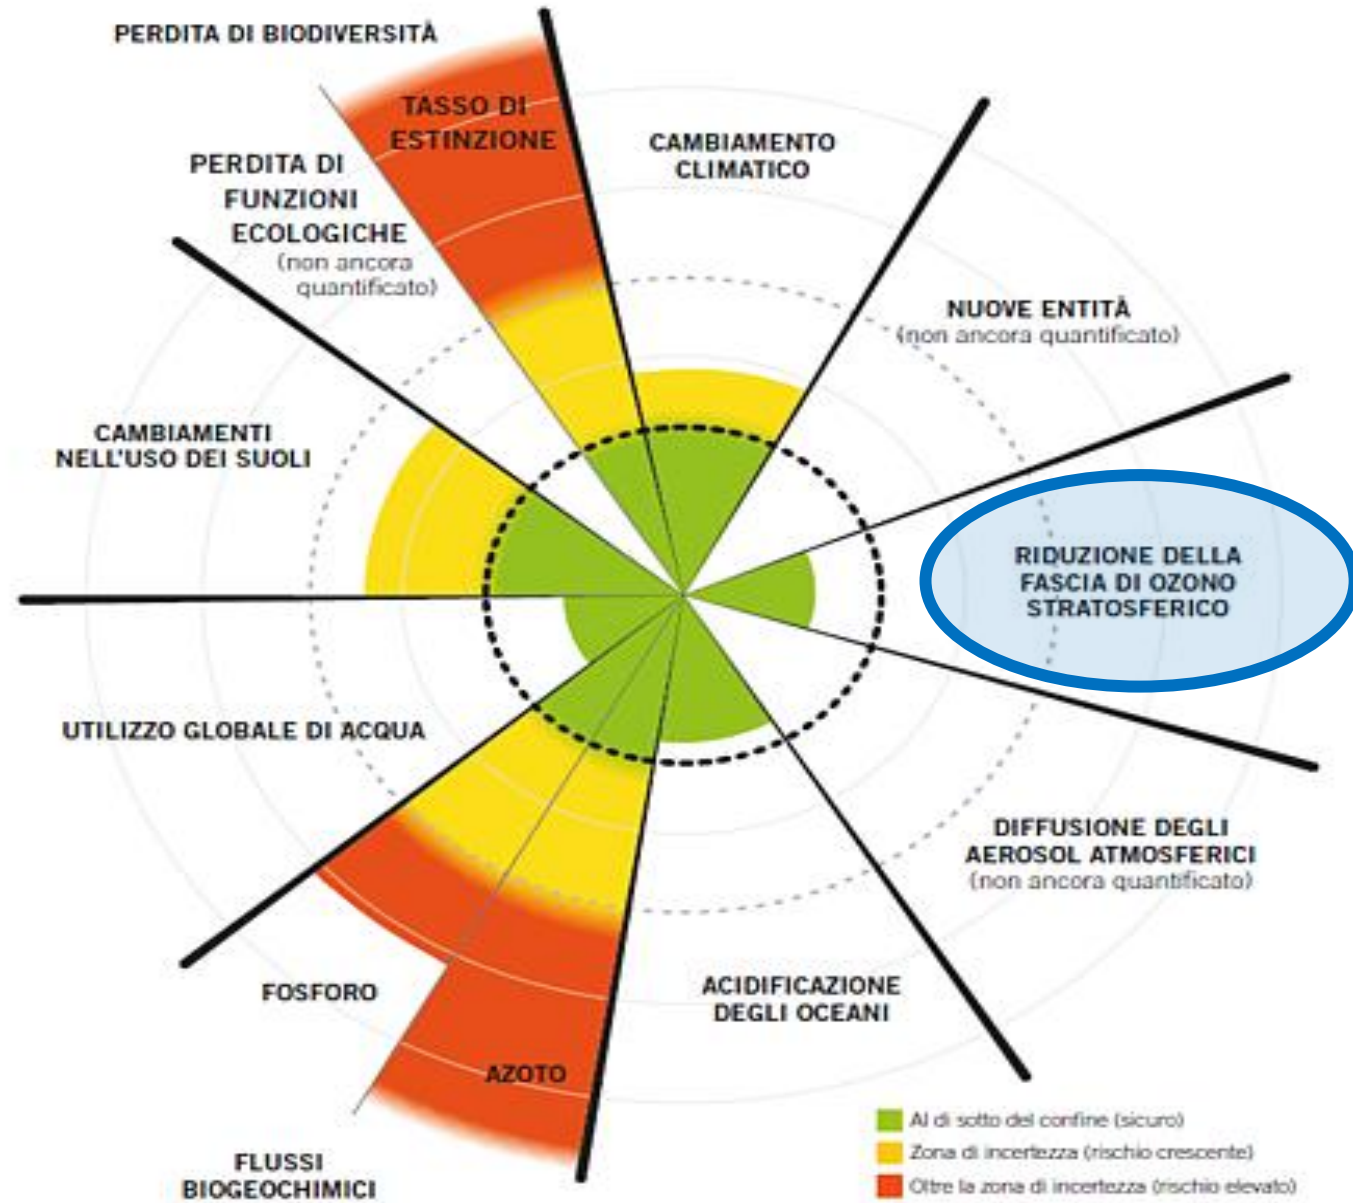 PERDITA DI BIODIVERSITÀ
TASSO DI
ESTINZIONE
PERDITA DI
FUNZIONI
ECOLOGICHE
(non ancora
quantificato)
CAMBIAMENTO
CLIMATICO
NUOVE ENTITÀ
(non ancora quantificato)
CAMBIAMENTI
NELL'USO DEI SUOLI
RIDUZIONE DELLA
FASCIA DI OZONO
STRATOSFERICO
UTILIZZO GLOBALE DI ACQUA
DIFFUSIONE DEGLI
AEROSOL ATMOSFERICI
(non ancora quantificato)
FOSFORO
ACIDIFICAZIONE
DEGLI OCEANI
AZOTO
FLUSSI
BIOGEOCHIMICI
Al di sotto del confine (sicuro)
Zona di incertezza (rischio crescente)
Oltre la zona di incertezza (rischio elevato)